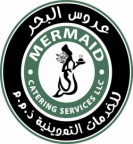 عروس البحر
MERMAID
CATERING SERVICES LLC
للخدمات التموينية ذ.م.م